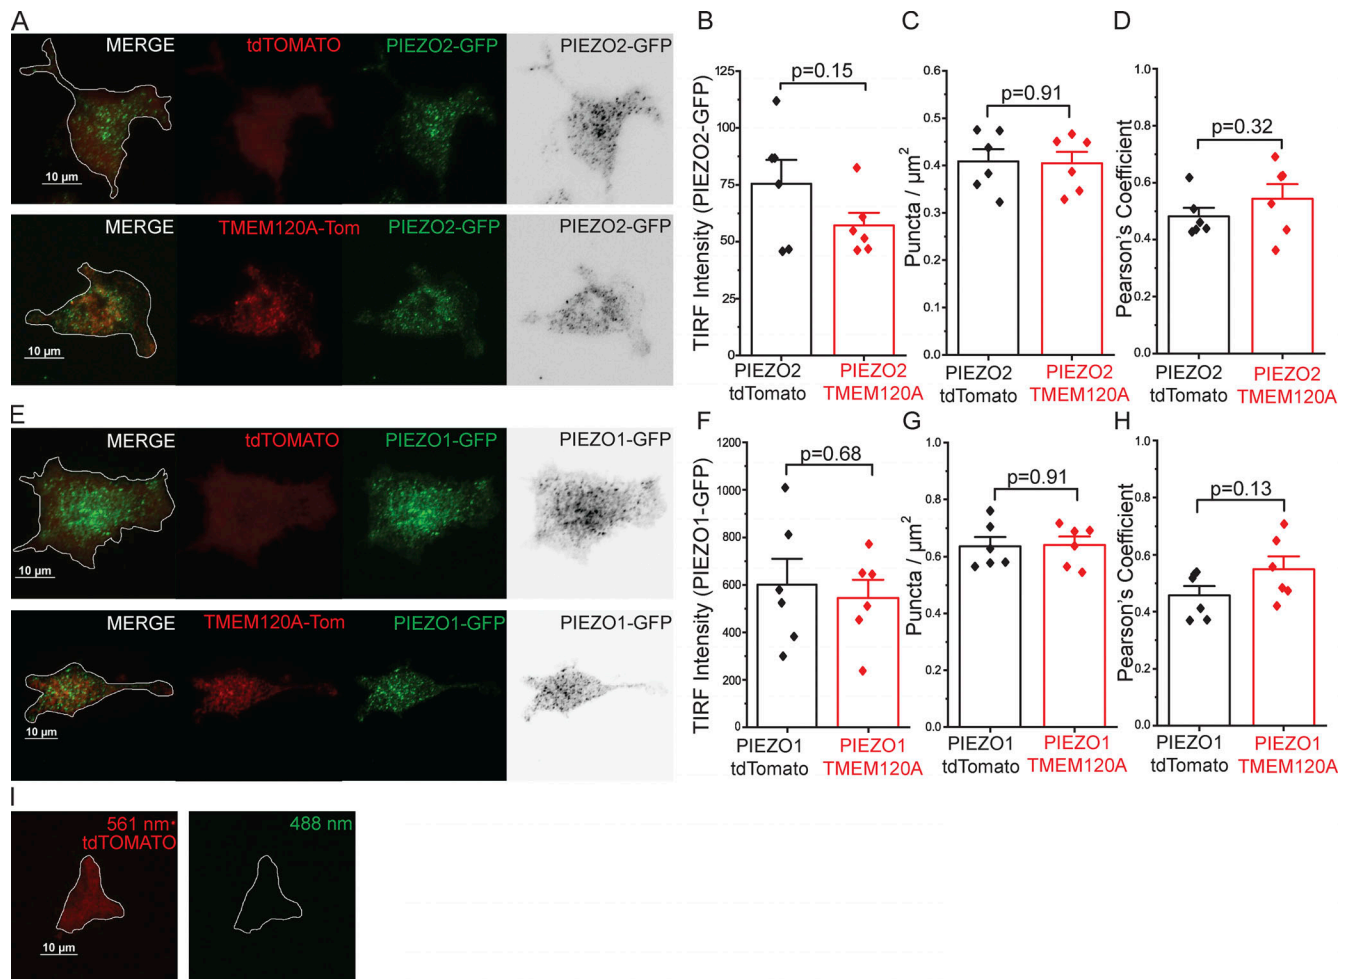 A
MERGE
tdTOMATO
PIEZO2-GFP
PIEZO2-GFP
10 µm
TMEM120A-Tom
PIEZO2-GFP
PIEZO2-GFP
10 µm
B
TIRF Intensity (PIEZO2-GFP)
125
100
75
50
25
0
p=0.15
PIEZO2
tdTomato
PIEZO2
TMEM120A
C
Puncta / µm²
0.6
0.5
0.4
0.3
0.2
0.1
0.0
p=0.91
PIEZO2
tdTomato
PIEZO2
TMEM120A
D
Pearson's Coefficient
1.0
0.8
0.6
0.4
0.2
0.0
p=0.32
PIEZO2
tdTomato
PIEZO2
TMEM120A
E
MERGE
tdTOMATO
PIEZO1-GFP
PIEZO1-GFP
10 µm
MERGE
TMEM120A-Tom
PIEZO1-GFP
PIEZO1-GFP
10 µm
F
TIRF Intensity (PIEZO1-GFP)
1200
1000
800
600
400
200
0
p=0.68
PIEZO1
tdTomato
PIEZO1
TMEM120A
G
Puncta / µm²
1.0
0.8
0.6
0.4
0.2
0.0
p=0.91
PIEZO1
tdTomato
PIEZO1
TMEM120A
H
Pearson's Coefficient
1.0
0.8
0.6
0.4
0.2
0.0
p=0.13
PIEZO1
tdTomato
PIEZO1
TMEM120A
I
561 nm
tdTOMATO
10 µm
488 nm